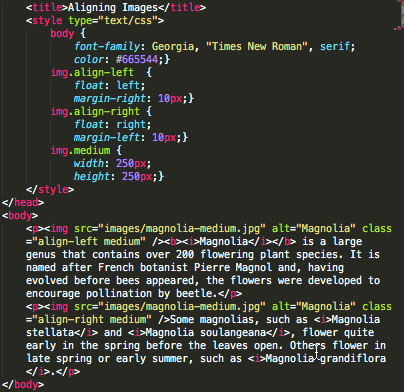 <title>Aligning Images</title>
<style type="text/css">
body {
font-family: Georgia, "Times New Roman", serif;
color: #665544;}
img.align-left  {
float: left;
margin-right: 10px;}
img.align-right {
float: right;
margin-left: 10px;}
img.medium {
width: 250px;
height: 250px;}
</style>
</head>
<body>
<p><img src="images/magnolia-medium.jpg" alt="Magnolia" class
="align-left medium" /><b><i>Magnolia</i></b> is a large
genus that contains over 200 flowering plant species. It is
named after French botanist Pierre Magnol and, having
evolved before bees appeared, the flowers were developed to
encourage pollination by beetle.</p>
<p><img src="images/magnolia-medium.jpg" alt="Magnolia" class
="align-right medium" />Some magnolias, such as <i>Magnolia
stellata</i> and <i>Magnolia soulangeana</i>, flower quite
early in the spring before the leaves open. Others flower in
late spring or early summer, such as <i>Magnolia grandiflora
</i>.</p>
</body>